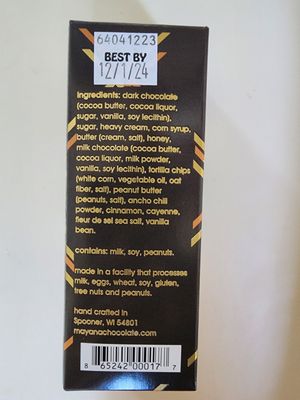 64041223
BEST BY
12/1/24
ingredients: dark chocolate
(cocoa butter, cocoa liquor,
sugar, vanilla, soy lecithin),
sugar, heavy cream, corn syrup,
butter (cream, salt), honey,
milk chocolate (cocoa butter,
cocoa liquor, milk powder,
vanilla, soy lecithin), tortilla chips
(white corn, vegetable oil, oat
fiber, salt), peanut butter
(peanuts, salt), ancho chili
powder, cinnamon, cayenne,
fleur de sel sea salt, vanilla
bean.
contains: milk, soy, peanuts.
made in a facility that processes
milk, eggs, wheat, soy, gluten,
tree nuts and peanuts.
hand crafted in
Spooner, WI 54801
mayanachocolate.com
8 65242 00017 7